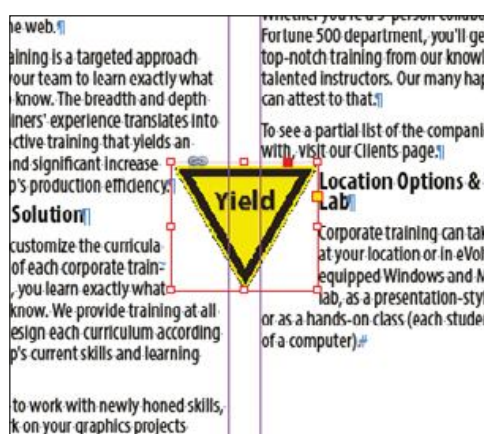 he web.
aining is a targeted approach
your team to learn exactly what
know. The breadth and depth
iners' experience translates into
ctive training that yields an
nd significant increase
p's production efficiency.
Solution
customize the curricula
of each corporate train-
, you learn exactly what
know. We provide training at all
esign each curriculum according
p's current skills and learning
to work with newly honed skills,
k on your graphics projects
Yield
Fortune 500 department, you'll ge
top-notch training from our knowl
talented instructors. Our many hap
can attest to that.
To see a partial list of the compani
with, visit our Clients page.
Location Options &
Lab
Corporate training can tak
at your location or in eVol
equipped Windows and M
lab, as a presentation-sty
or as a hands-on class (each stude
of a computer).